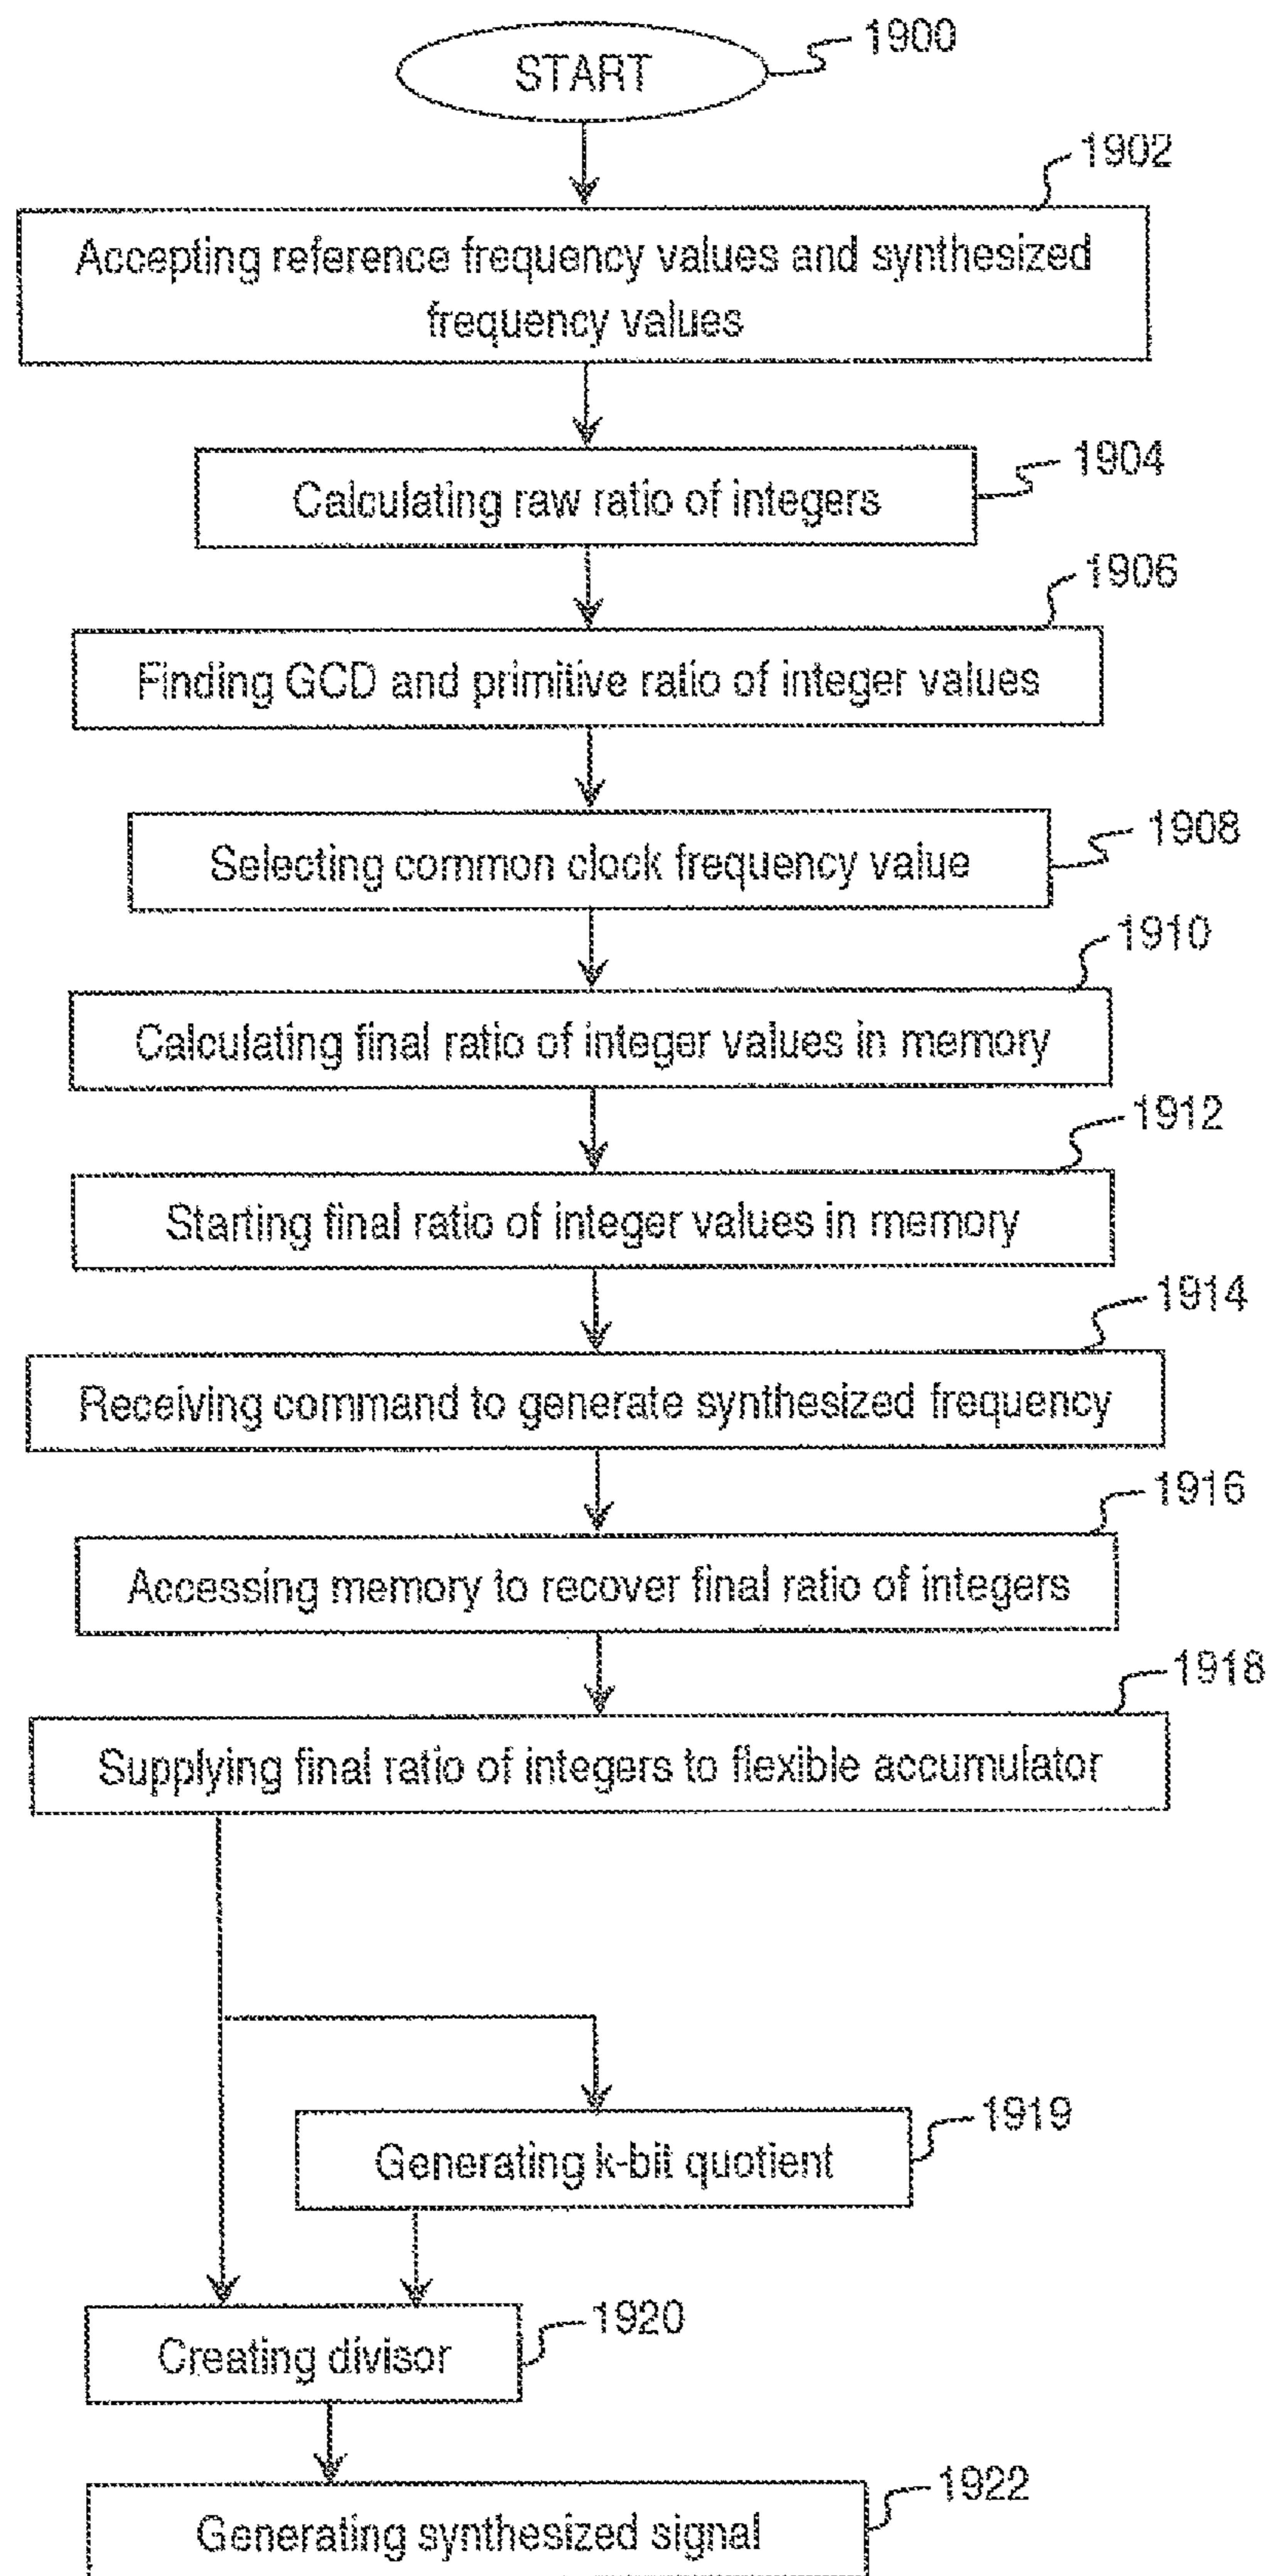 START
1900
1902
Accepting reference frequency values and synthesized
frequency values
1904
Calculating raw ratio of integers
1906
Finding GCD and primitive ratio of integer values
1908
Selecting common clock frequency value
1910
Calculating final ratio of integer values in memory
1912
Starting final ratio of integer values in memory
1914
Receiving command to generate synthesized frequency
1916
Accessing memory to recover final ratio of integers
1918
Supplying final ratio of integers to flexible accumulator
1919
Generating k-bit quotient
1920
Creating divisor
1922
Generating synthesized signal